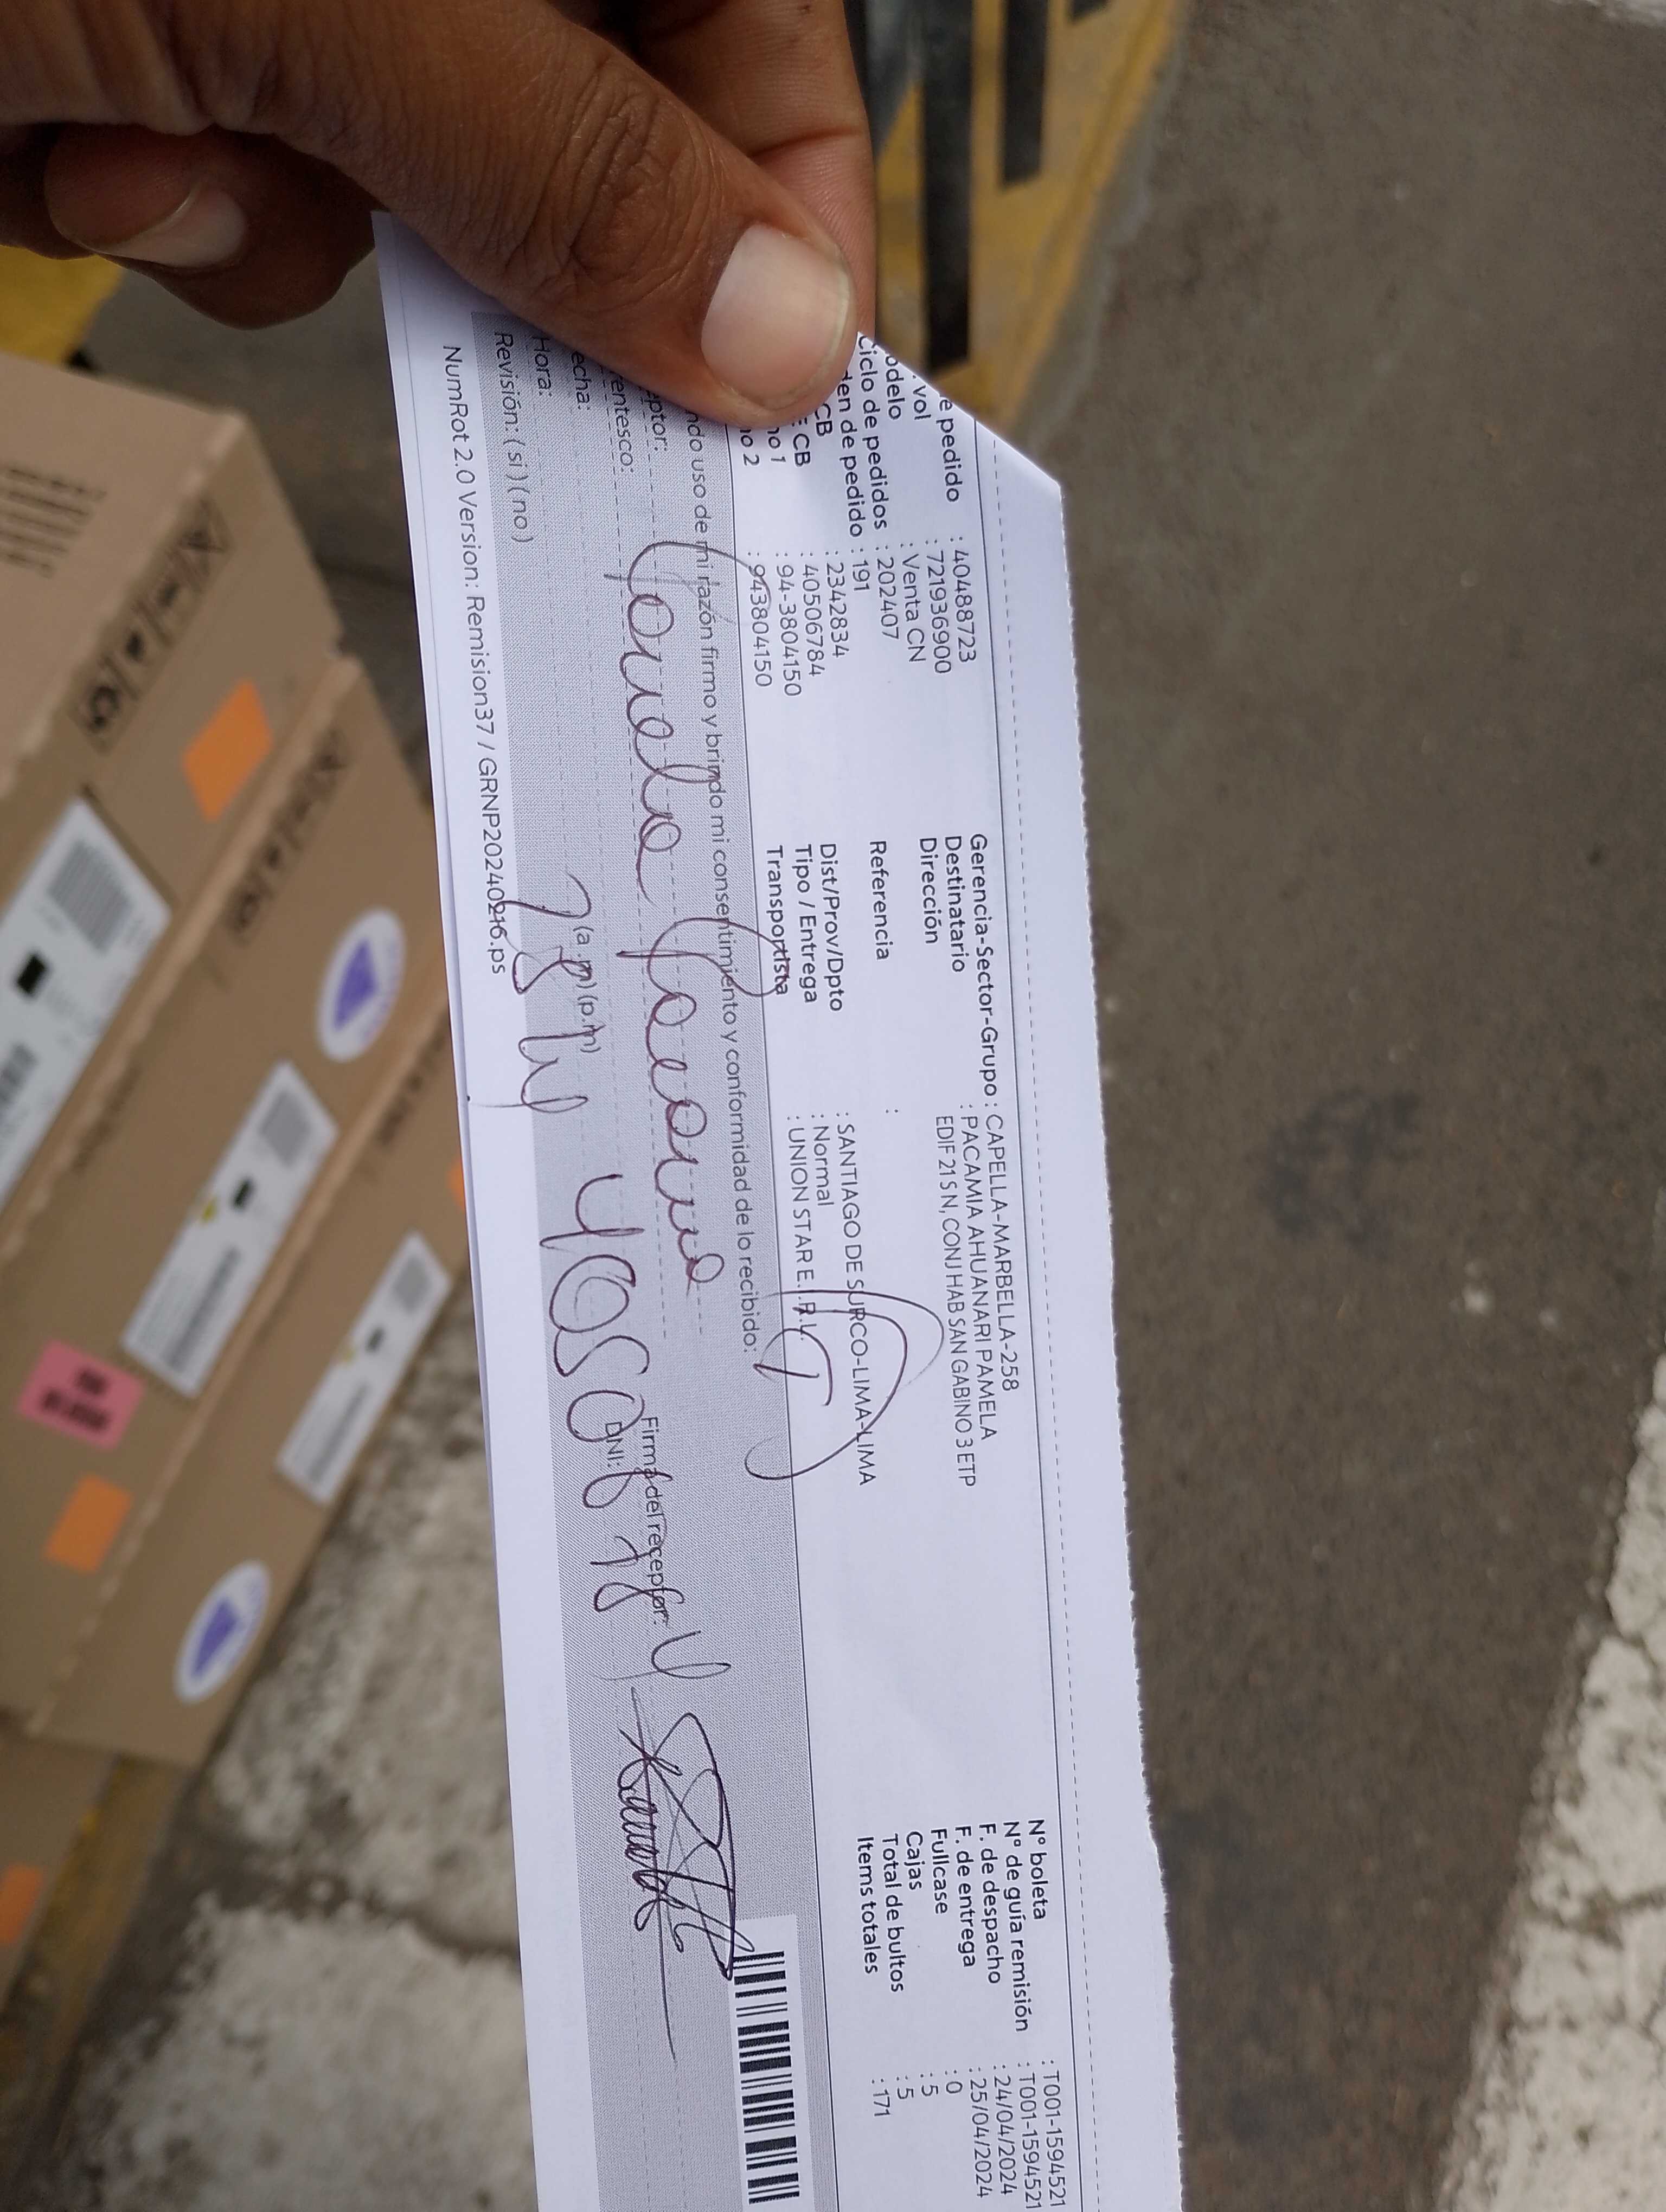 e pedido : 40488723
vol : 721936900
odelo : Venta CN
Ciclo de pedidos : 202407
den de pedido : 191
CB : 2342834
E CB : 40506784
no 1 : 94-3804150
no 2 : 943804150
Gerencia-Sector-Grupo : CAPELLA-MARBELLA-258
Destinatario : PACAMIA AHUANARI PAMELA
Dirección EDIF 21 S N, CONJ HAB SAN GABINO 3 ETP
Referencia :
Dist/Prov/Dpto : SANTIAGO DE SURCO-LIMA-LIMA
Tipo / Entrega : Normal
Transportista : UNION STAR E.I.R.L.
N° boleta : T001-1594521
N° de guía remisión : T001-1594521
F. de despacho : 24/04/2024
F. de entrega : 25/04/2024
Fullcase : 0
Cajas : 5
Total de bultos : 5
Items totales : 171
ndo uso de mi razón firmo y brindo mi consentimiento y conformidad de lo recibido:
eptor:
entesco:
echa:
Hora: (a.m) (p.m)
Revisión: (si) (no)
Firma del receptor:
DNI:
NumRot 2.0 Version: Remision37 / GRNP20240216.ps